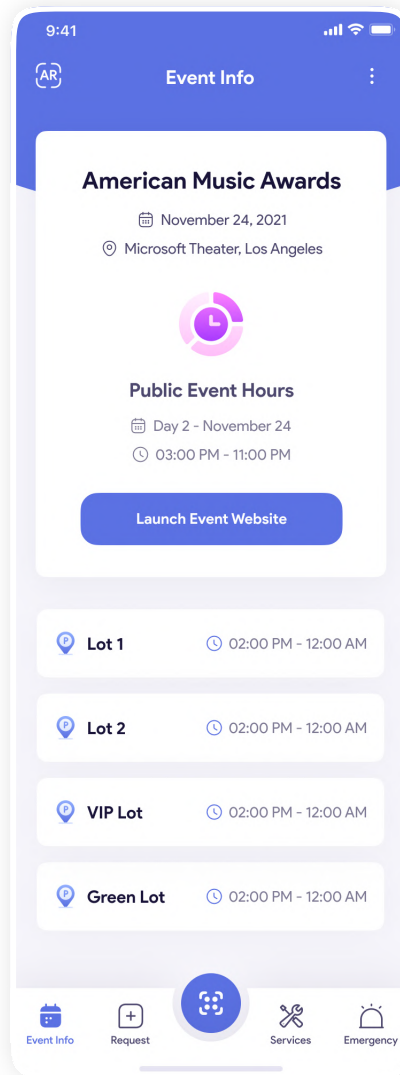 9:41
AR
Event Info
American Music Awards
November 24, 2021
Microsoft Theater, Los Angeles
Public Event Hours
Day 2 - November 24
03:00 PM - 11:00 PM
Launch Event Website
P Lot 1 02:00 PM - 12:00 AM
P Lot 2 02:00 PM - 12:00 AM
P VIP Lot 02:00 PM - 12:00 AM
P Green Lot 02:00 PM - 12:00 AM
Event Info Request Services Emergency